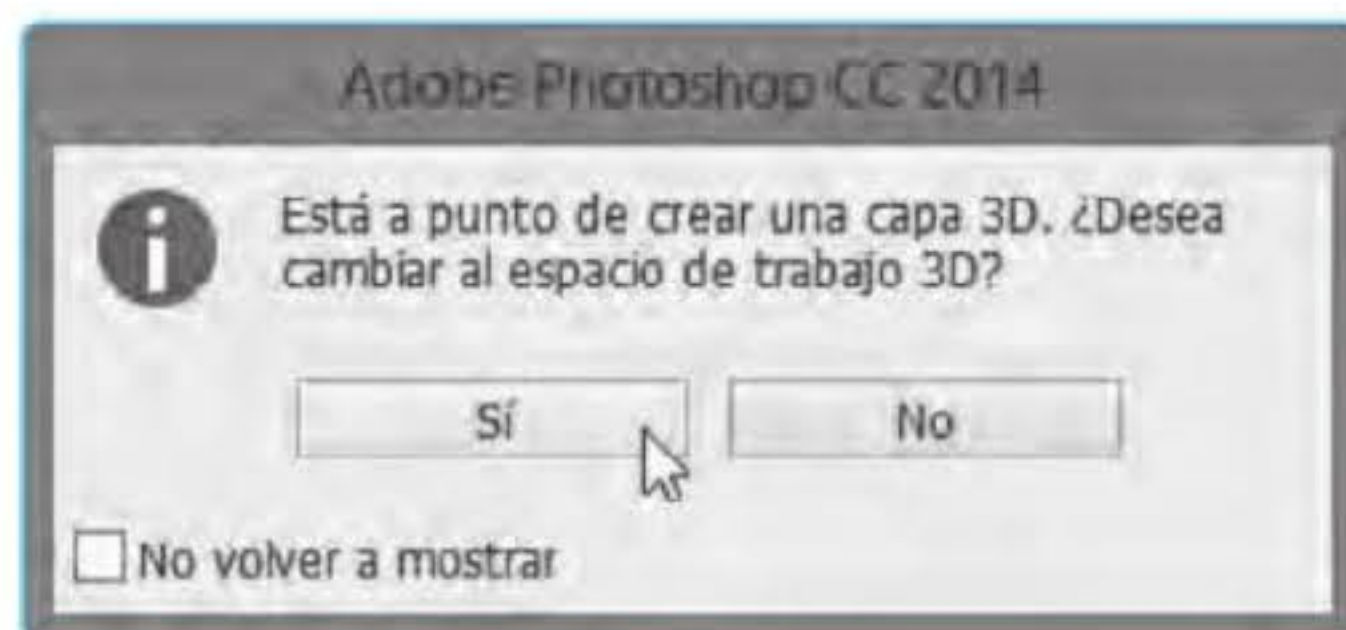 Adobe Photoshop CC 2014
Está a punto de crear una capa 3D. ¿Desea
cambiar al espacio de trabajo 3D?
Sí No
No volver a mostrar